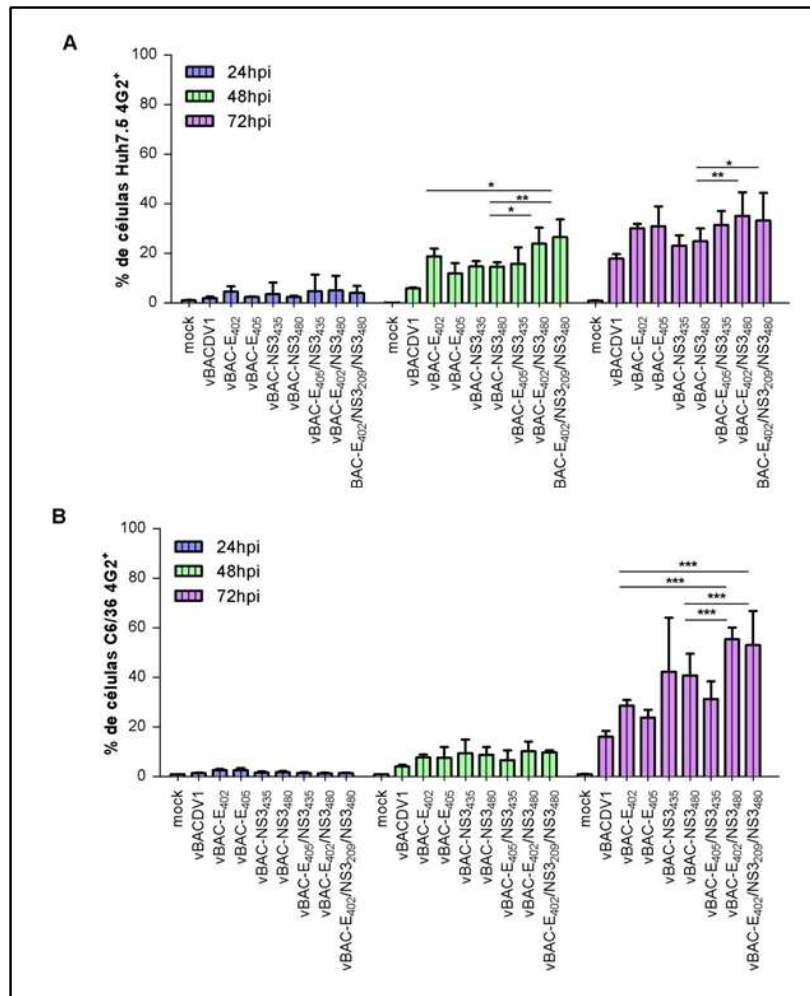 A
% de células Huh7.5 4G2⁺
100
80
60
40
20
0
24hpi
48hpi
72hpi
*
**
*
*
**
mock
vBACDV1
vBAC-E₄₀₂
vBAC-E₄₀₅
vBAC-NS3₄₃₅
vBAC-NS3₄₈₀
vBAC-E₄₀₅/NS3₄₃₅
vBAC-E₄₀₂/NS3₄₈₀
BAC-E₄₀₂/NS3₂₀₉/NS3₄₈₀
mock
vBACDV1
vBAC-E₄₀₂
vBAC-E₄₀₅
vBAC-NS3₄₃₅
vBAC-NS3₄₈₀
vBAC-E₄₀₅/NS3₄₃₅
vBAC-E₄₀₂/NS3₄₈₀
BAC-E₄₀₂/NS3₂₀₉/NS3₄₈₀
mock
vBACDV1
vBAC-E₄₀₂
vBAC-E₄₀₅
vBAC-NS3₄₃₅
vBAC-NS3₄₈₀
vBAC-E₄₀₅/NS3₄₃₅
vBAC-E₄₀₂/NS3₄₈₀
BAC-E₄₀₂/NS3₂₀₉/NS3₄₈₀
B
% de células C6/36 4G2⁺
100
80
60
40
20
0
24hpi
48hpi
72hpi
***
***
***
***
mock
vBACDV1
vBAC-E₄₀₂
vBAC-E₄₀₅
vBAC-NS3₄₃₅
vBAC-NS3₄₈₀
vBAC-E₄₀₅/NS3₄₃₅
vBAC-E₄₀₂/NS3₄₈₀
vBAC-E₄₀₂/NS3₂₀₉/NS3₄₈₀
mock
vBACDV1
vBAC-E₄₀₂
vBAC-E₄₀₅
vBAC-NS3₄₃₅
vBAC-NS3₄₈₀
vBAC-E₄₀₅/NS3₄₃₅
vBAC-E₄₀₂/NS3₄₈₀
vBAC-E₄₀₂/NS3₂₀₉/NS3₄₈₀
mock
vBACDV1
vBAC-E₄₀₂
vBAC-E₄₀₅
vBAC-NS3₄₃₅
vBAC-NS3₄₈₀
vBAC-E₄₀₅/NS3₄₃₅
vBAC-E₄₀₂/NS3₄₈₀
vBAC-E₄₀₂/NS3₂₀₉/NS3₄₈₀